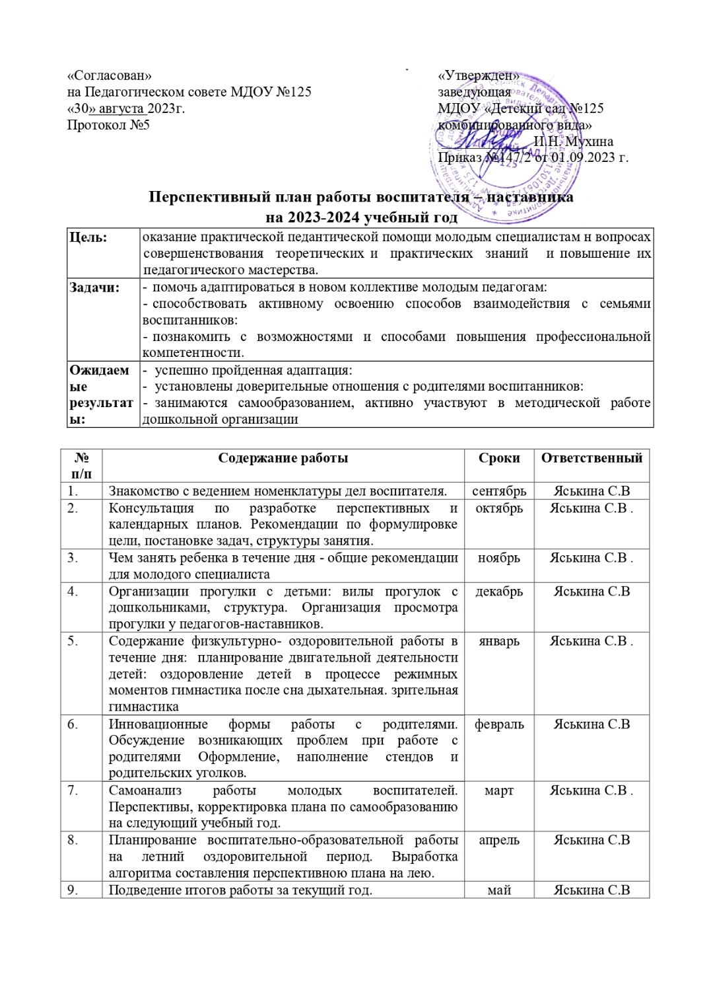 «Согласован»
на Педагогическом совете МДОУ №125
«30» августа 2023г.
Протокол №5
«Утвержден»
заведующая
МДОУ «Детский сад №125
комбинированного вида»
И.Н. Мухина
Приказ №147/2 от 01.09.2023 г.
Перспективный план работы воспитателя – наставника
на 2023-2024 учебный год
Цель:
оказание практической педантической помощи молодым специалистам н вопросах
совершенствования теоретических и практических знаний и повышение их
педагогического мастерства.
Задачи:
- помочь адаптироваться в новом коллективе молодым педагогам:
- способствовать активному освоению способов взаимодействия с семьями
воспитанников:
- познакомить с возможностями и способами повышения профессиональной
компетентности.
Ожидаем
ые
результат
ы:
- успешно пройденная адаптация:
- установлены доверительные отношения с родителями воспитанников:
- занимаются самообразованием, активно участвуют в методической работе
дошкольной организации
№
п/п
Содержание работы
Сроки
Ответственный
1.
Знакомство с ведением номенклатуры дел воспитателя.
сентябрь
Яськина С.В
2.
Консультация по разработке перспективных и
календарных планов. Рекомендации по формулировке
цели, постановке задач, структуры занятия.
октябрь
Яськина С.В .
3.
Чем занять ребенка в течение дня - общие рекомендации
для молодого специалиста
ноябрь
Яськина С.В .
4.
Организации прогулки с детьми: вилы прогулок с
дошкольниками, структура. Организация просмотра
прогулки у педагогов-наставников.
декабрь
Яськина С.В
5.
Содержание физкультурно- оздоровительной работы в
течение дня: планирование двигательной деятельности
детей: оздоровление детей в процессе режимных
моментов гимнастика после сна дыхательная. зрительная
гимнастика
январь
Яськина С.В .
6.
Инновационные формы работы с родителями.
Обсуждение возникающих проблем при работе с
родителями Оформление, наполнение стендов и
родительских уголков.
февраль
Яськина С.В
7.
Самоанализ работы молодых воспитателей.
Перспективы, корректировка плана по самообразованию
на следующий учебный год.
март
Яськина С.В .
8.
Планирование воспитательно-образовательной работы
на летний оздоровительной период. Выработка
алгоритма составления перспективною плана на лею.
апрель
Яськина С.В
9.
Подведение итогов работы за текущий год.
май
Яськина С.В